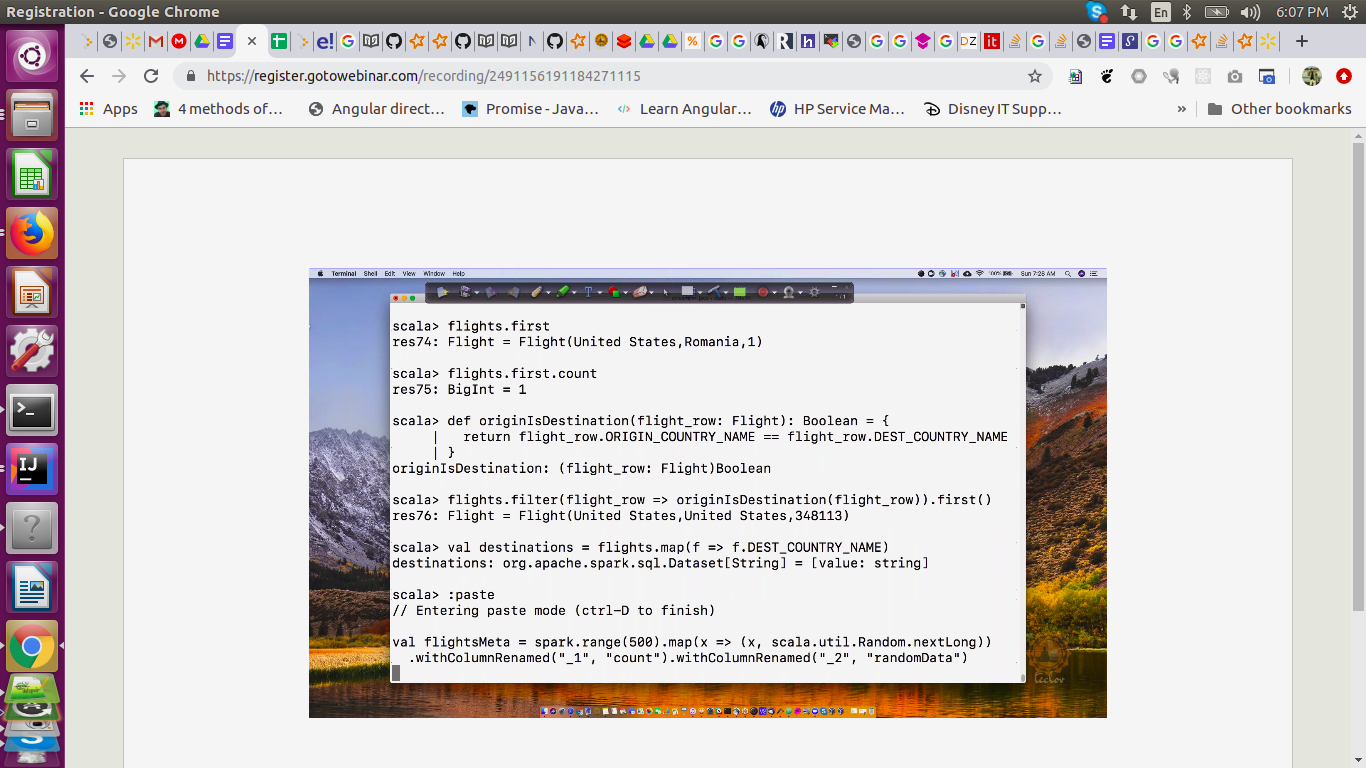 Registration - Google Chrome
En
6:07 PM
https://register.gotowebinar.com/recording/2491156191184271115
Apps
4 methods of…
Angular direct…
Promise - Java…
Learn Angular…
HP Service Ma…
Disney IT Supp…
»
Other bookmarks
Terminal Shell Edit View Window Help
100%
Sun 7:28 AM
scala> flights.first
res74: Flight = Flight(United States,Romania,1)
scala> flights.first.count
res75: BigInt = 1
scala> def originIsDestination(flight_row: Flight): Boolean = {
| return flight_row.ORIGIN_COUNTRY_NAME == flight_row.DEST_COUNTRY_NAME
| }
originIsDestination: (flight_row: Flight)Boolean
scala> flights.filter(flight_row => originIsDestination(flight_row)).first()
res76: Flight = Flight(United States,United States,348113)
scala> val destinations = flights.map(f => f.DEST_COUNTRY_NAME)
destinations: org.apache.spark.sql.Dataset[String] = [value: string]
scala> :paste
// Entering paste mode (ctrl-D to finish)
val flightsMeta = spark.range(500).map(x => (x, scala.util.Random.nextLong))
.withColumnRenamed("_1", "count").withColumnRenamed("_2", "randomData")